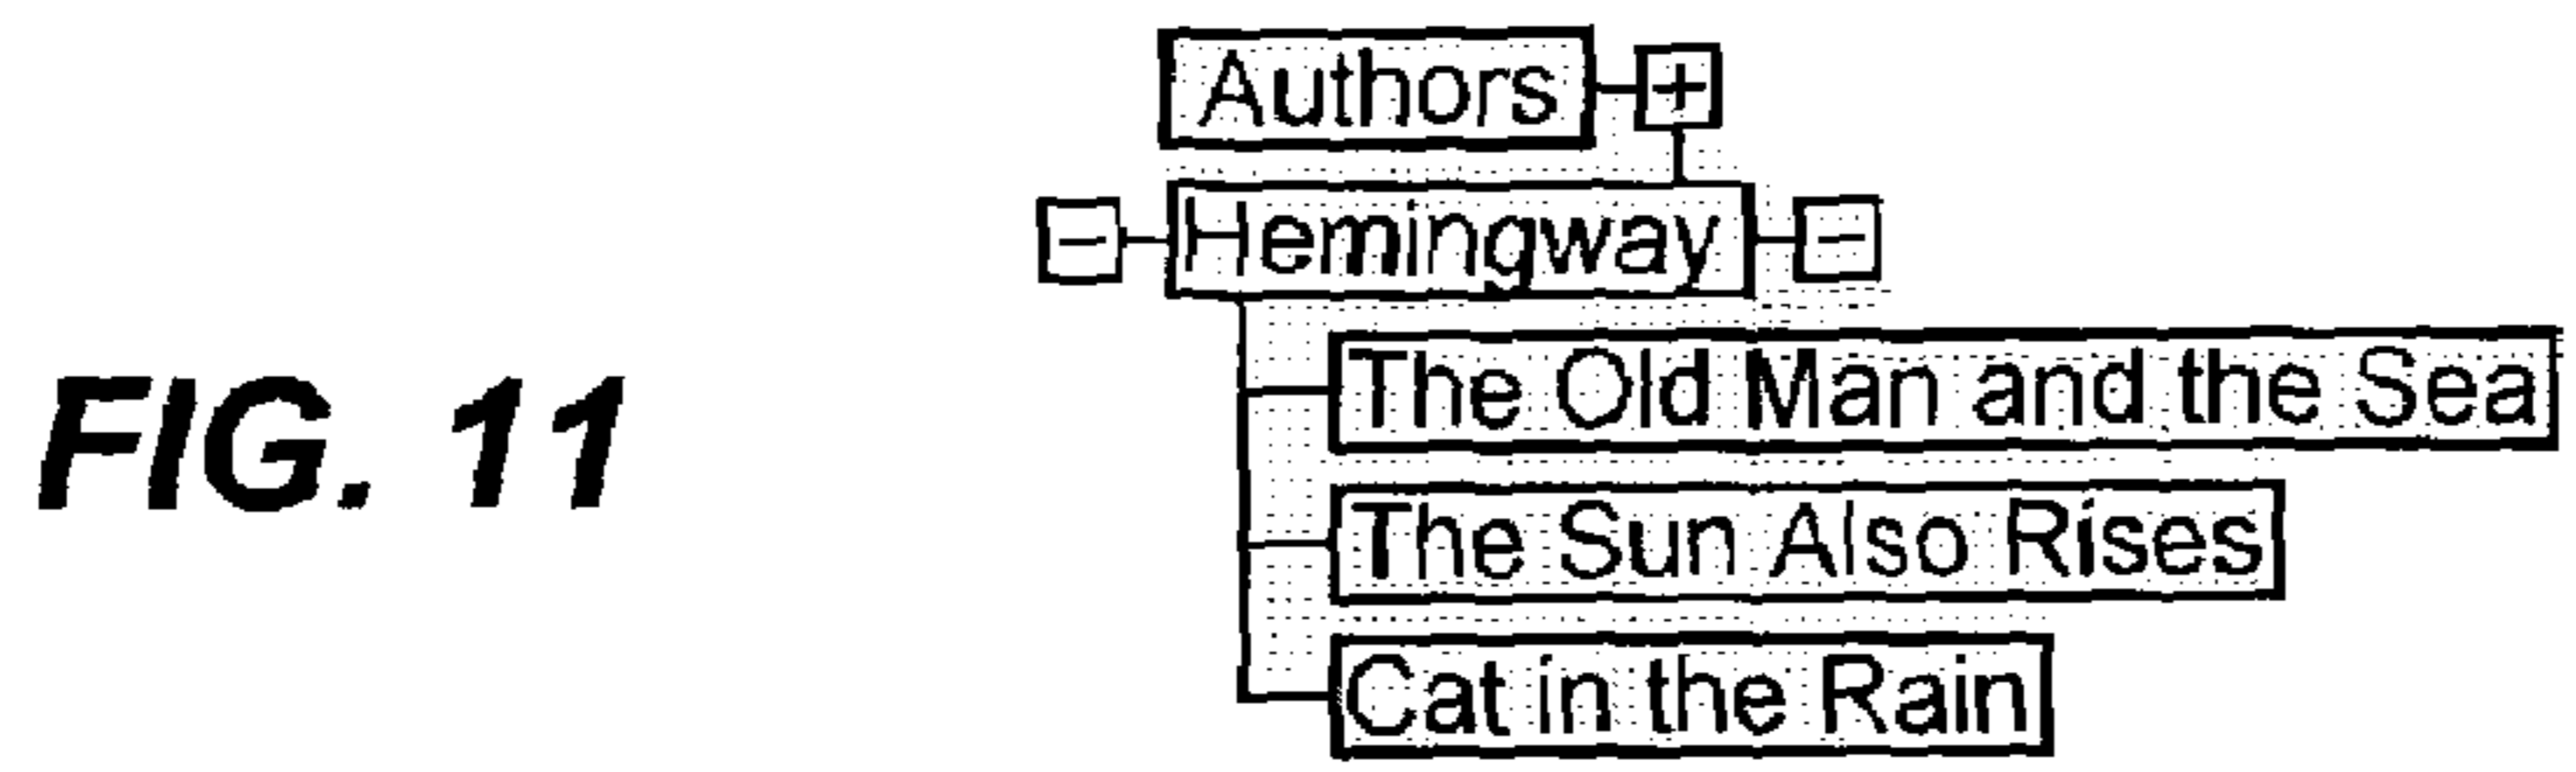 Authors +
− Hemingway −
The Old Man and the Sea
FIG. 11
The Sun Also Rises
Cat in the Rain